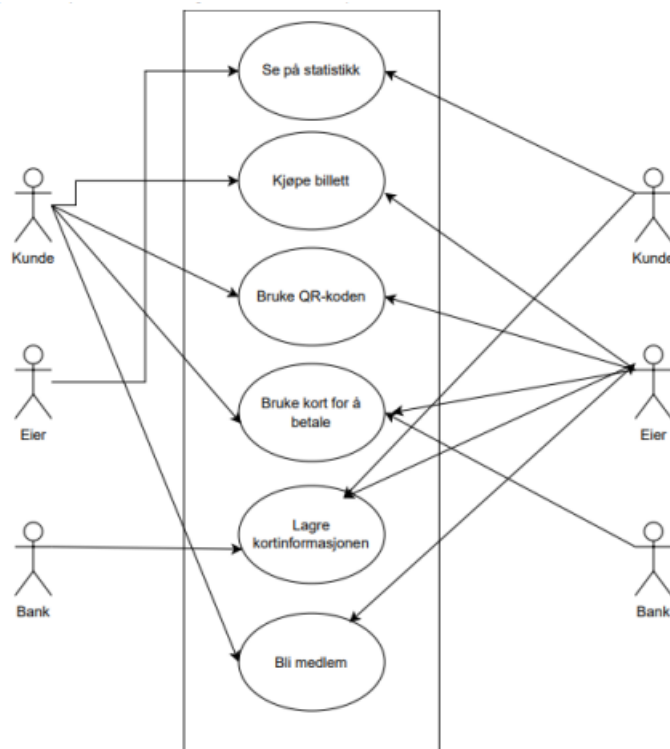 Se på statistikk
Kjøpe billett
Kunde
Kunde
Bruke QR-koden
Bruke kort for å
betale
Eier
Eier
Lagre
kortinformasjonen
Bank
Bank
Bli medlem